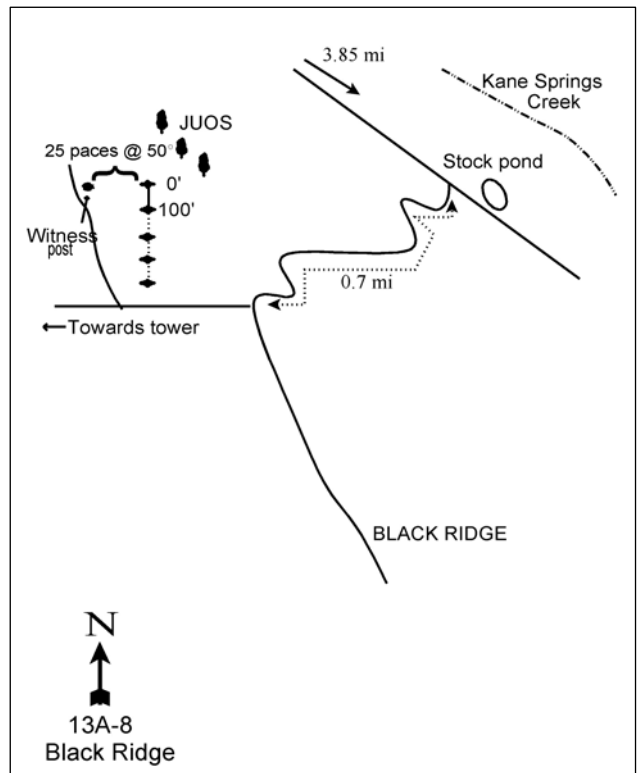 3.85 mi
Kane Springs
Creek
JUOS
25 paces @ 50°
Stock pond
0'
100'
Witness
post
0.7 mi
←Towards tower
BLACK RIDGE
N
13A-8
Black Ridge